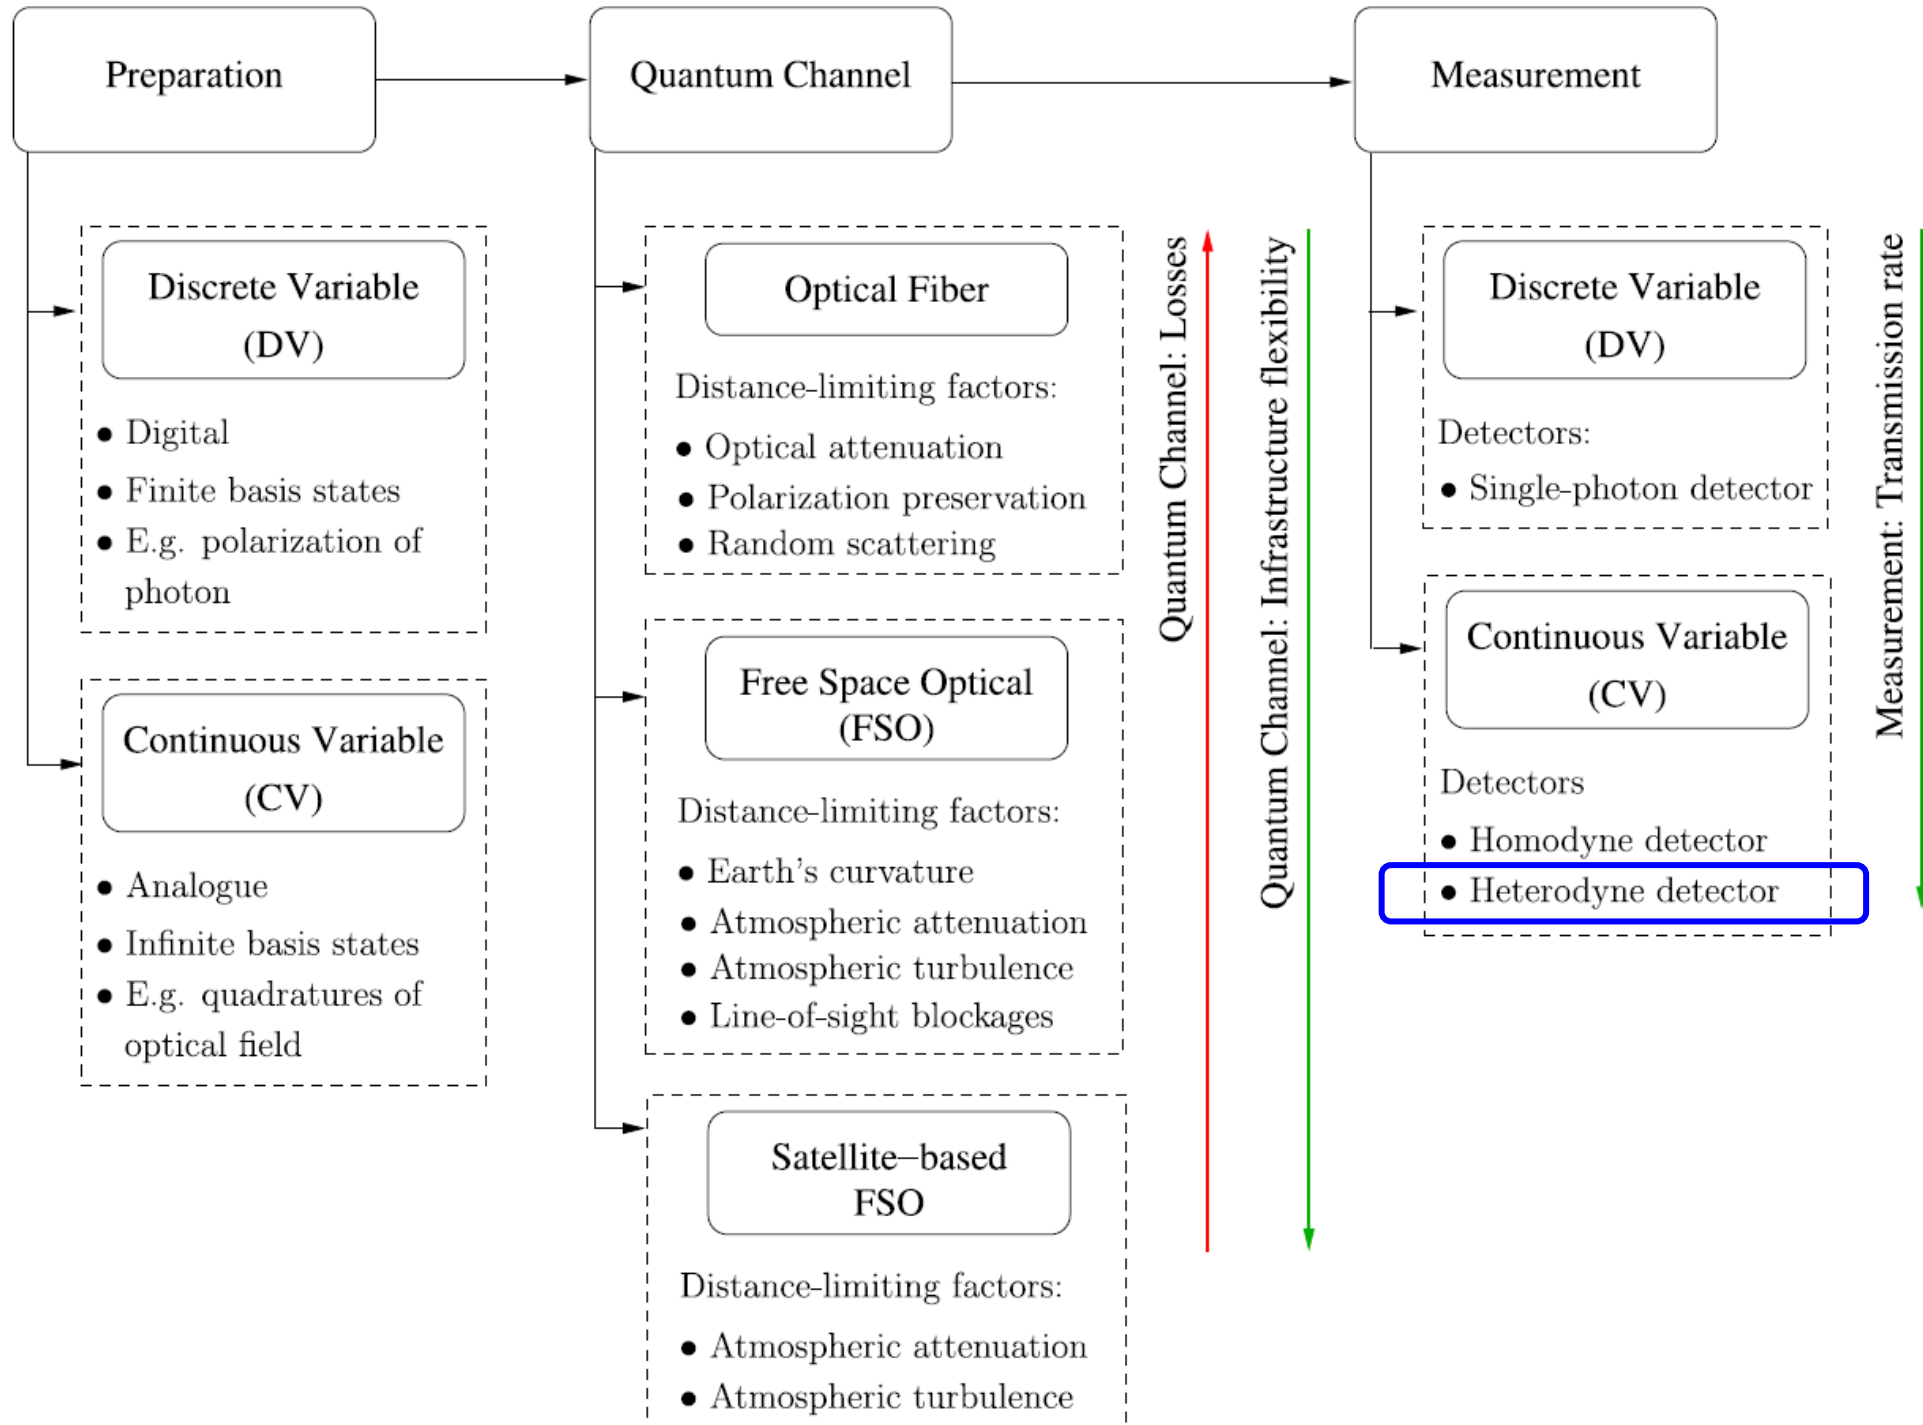 Preparation
Quantum Channel
Measurement
Discrete Variable
(DV)
• Digital
• Finite basis states
• E.g. polarization of
photon
Continuous Variable
(CV)
• Analogue
• Infinite basis states
• E.g. quadratures of
optical field
Optical Fiber
Distance-limiting factors:
• Optical attenuation
• Polarization preservation
• Random scattering
Free Space Optical
(FSO)
Distance-limiting factors:
• Earth's curvature
• Atmospheric attenuation
• Atmospheric turbulence
• Line-of-sight blockages
Satellite–based
FSO
Distance-limiting factors:
• Atmospheric attenuation
• Atmospheric turbulence
Quantum Channel: Losses
Quantum Channel: Infrastructure flexibility
Discrete Variable
(DV)
Detectors:
• Single-photon detector
Continuous Variable
(CV)
Detectors
• Homodyne detector
• Heterodyne detector
Measurement: Transmission rate